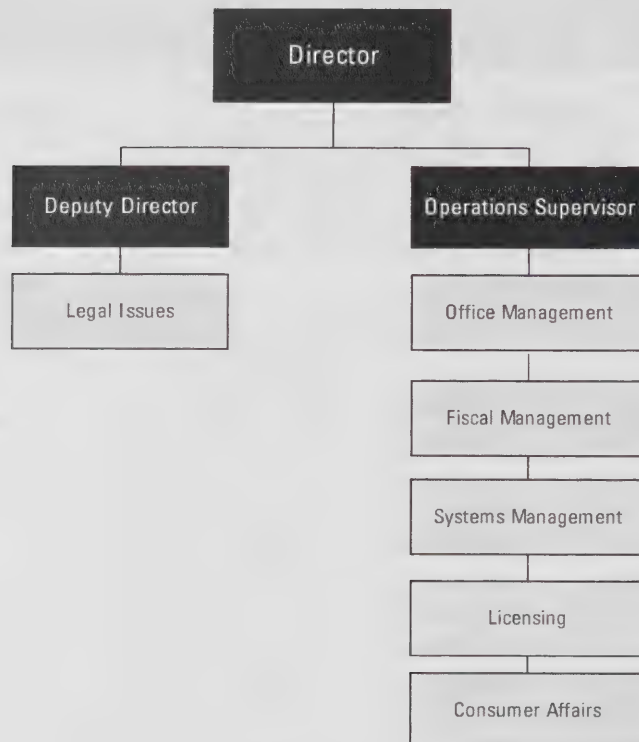 Director
Deputy Director
Operations Supervisor
Legal Issues
Office Management
Fiscal Management
Systems Management
Licensing
Consumer Affairs